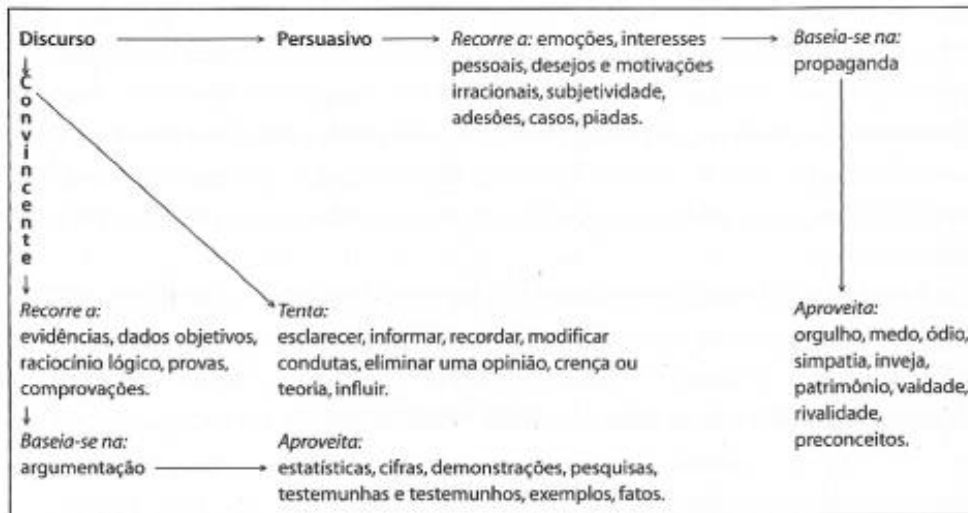 Discurso → Persuasivo → Recorre a: emoções, interesses
pessoais, desejos e motivações
irracionais, subjetividade,
adesões, casos, piadas.
→ Baseia-se na:
propaganda
↓
Convincente
↓
Recorre a:
evidências, dados objetivos,
raciocínio lógico, provas,
comprovações.
↓
Tenta:
esclarecer, informar, recordar, modificar
condutas, eliminar uma opinião, crença ou
teoria, influir.
Aproveita:
orgulho, medo, ódio,
simpatia, inveja,
patrimônio, vaidade,
rivalidade,
preconceitos.
Baseia-se na:
argumentação →
Aproveita:
estatísticas, cifras, demonstrações, pesquisas,
testemunhas e testemunhos, exemplos, fatos.